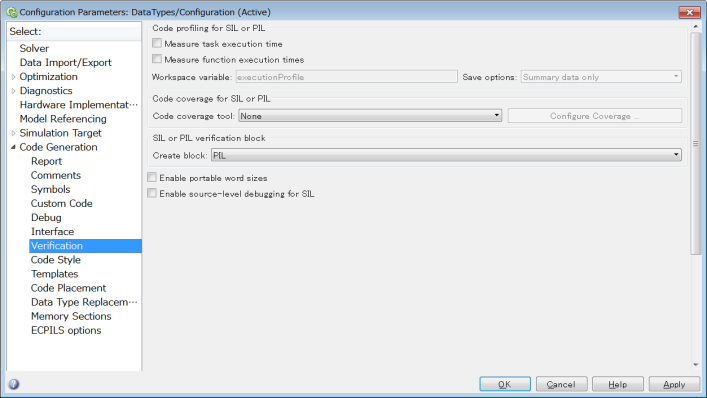 Configuration Parameters: DataTypes/Configuration (Active)
Select:
Solver
Data Import/Export
Optimization
Diagnostics
Hardware Implementat···
Model Referencing
Simulation Target
Code Generation
Report
Comments
Symbols
Custom Code
Debug
Interface
Verification
Code Style
Templates
Code Placement
Data Type Replacem···
Memory Sections
ECPILS options
Code profiling for SIL or PIL
Measure task execution time
Measure function execution times
Workspace variable: executionProfile Save options: Summary data only
Code coverage for SIL or PIL
Code coverage tool: None Configure Coverage ...
SIL or PIL verification block
Create block: PIL
Enable portable word sizes
Enable source-level debugging for SIL
OK Cancel Help Apply